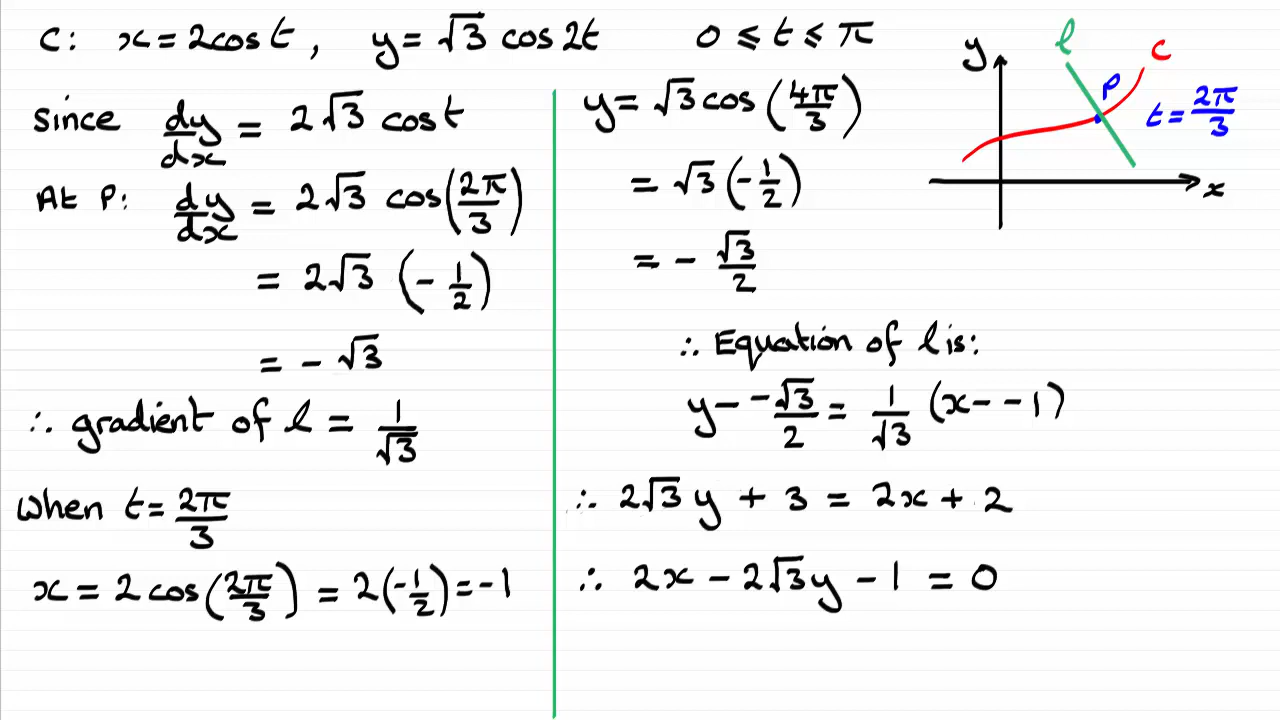 C: x = 2cos t, y = √3 cos 2t 0 ≤ t ≤ π
since dy/dx = 2√3 cos t
At P: dy/dx = 2√3 cos(2π/3)
= 2√3 (-1/2)
= -√3
∴ gradient of l = 1/√3
When t = 2π/3
x = 2 cos(2π/3) = 2(-1/2) = -1
y = √3 cos(4π/3)
= √3(-1/2)
= - √3/2
∴ Equation of l is:
y - -√3/2 = 1/√3 (x - -1)
∴ 2√3 y + 3 = 2x + 2
∴ 2x - 2√3y - 1 = 0
y
l
C
P
t = 2π/3
x